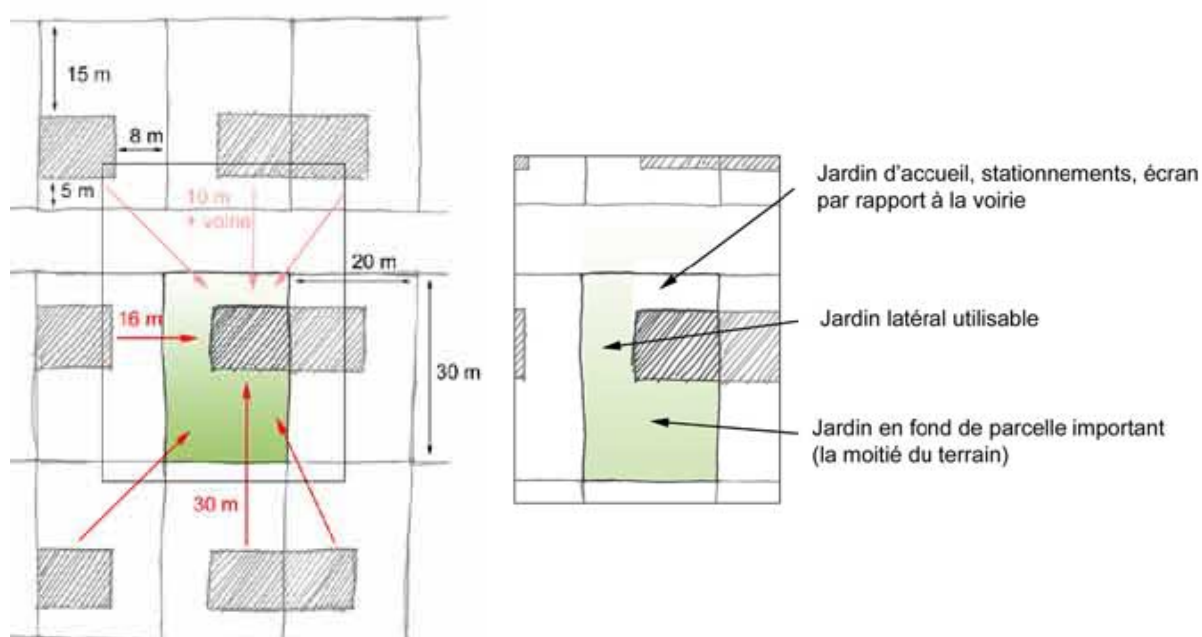 15 m
8 m
5 m
10 m
+ voirie
20 m
16 m
30 m
30 m
Jardin d'accueil, stationnements, écran
par rapport à la voirie
Jardin latéral utilisable
Jardin en fond de parcelle important
(la moitié du terrain)